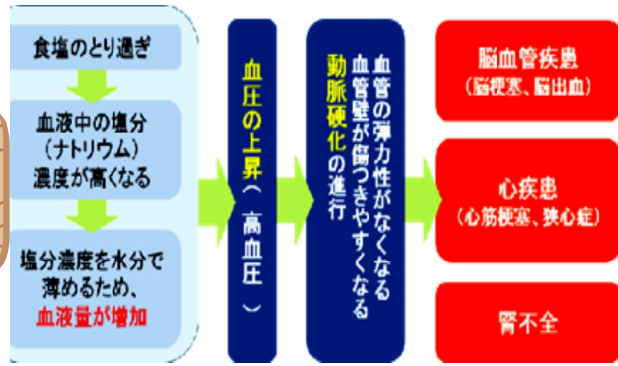 食塩のとり過ぎ
血液中の塩分
(ナトリウム)
濃度が高くなる
塩分濃度を水分で
薄めるため、
血液量が増加
血圧の上昇(高血圧)
血管の弾力性がなくなる
血管壁が傷つきやすくなる
動脈硬化の進行
脳血管疾患
(脳梗塞、脳出血)
心疾患
(心筋梗塞、狭心症)
腎不全